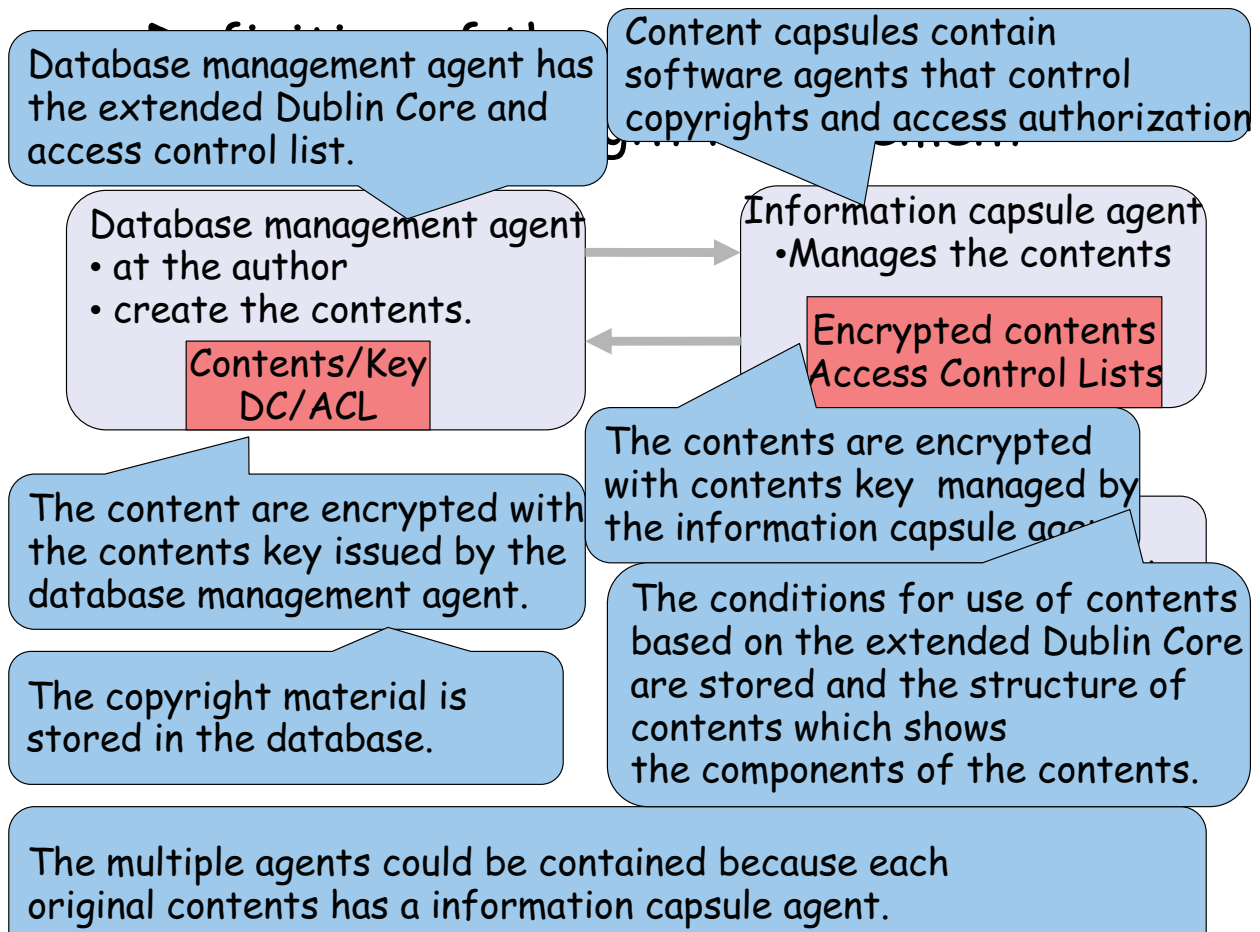 Database management agent has
the extended Dublin Core and
access control list.
Content capsules contain
software agents that control
copyrights and access authorization
Database management agent
• at the author
• create the contents.
Contents/Key
DC/ACL
Information capsule agent
•Manages the contents
Encrypted contents
Access Control Lists
The content are encrypted with
the contents key issued by the
database management agent.
The contents are encrypted
with contents key managed by
the information capsule
The copyright material is
stored in the database.
The conditions for use of contents
based on the extended Dublin Core
are stored and the structure of
contents which shows
the components of the contents.
The multiple agents could be contained because each
original contents has a information capsule agent.